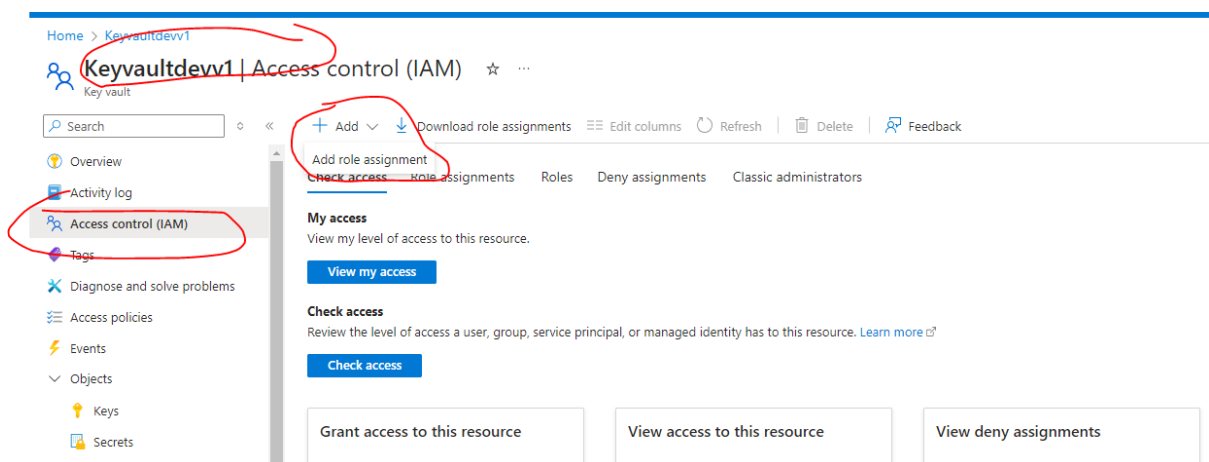 Home > Keyvaultdevv1
Keyvaultdevv1 | Access control (IAM)
Key vault
Search
Add
Download role assignments
Edit columns
Refresh
Delete
Feedback
Add role assignment
Overview
Activity log
Access control (IAM)
Tags
Diagnose and solve problems
Access policies
Events
Objects
Keys
Secrets
Check access
Role assignments
Roles
Deny assignments
Classic administrators
My access
View my level of access to this resource.
View my access
Check access
Review the level of access a user, group, service principal, or managed identity has to this resource. Learn more
Check access
Grant access to this resource
View access to this resource
View deny assignments